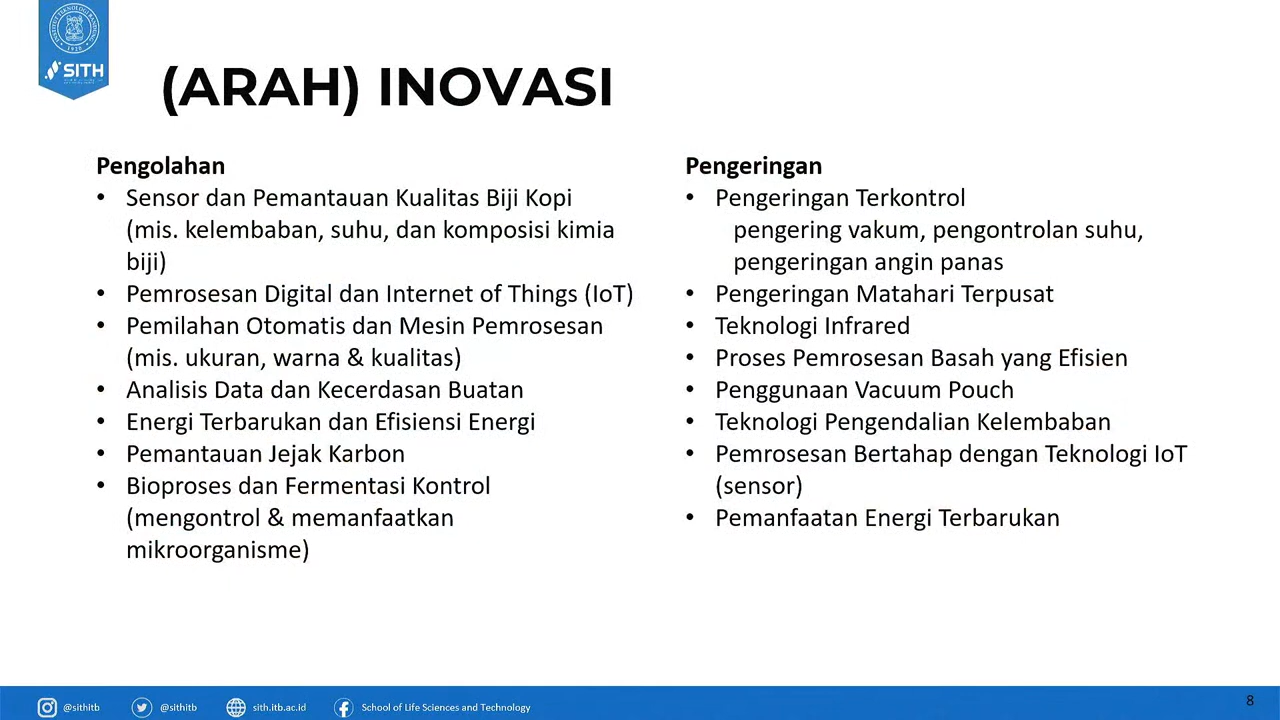 INSTITUT TEKNOLOGI BANDUNG
1920
SITH
(ARAH) INOVASI
Pengolahan
• Sensor dan Pemantauan Kualitas Biji Kopi
(mis. kelembaban, suhu, dan komposisi kimia
biji)
• Pemrosesan Digital dan Internet of Things (IoT)
• Pemilahan Otomatis dan Mesin Pemrosesan
(mis. ukuran, warna & kualitas)
• Analisis Data dan Kecerdasan Buatan
• Energi Terbarukan dan Efisiensi Energi
• Pemantauan Jejak Karbon
• Bioproses dan Fermentasi Kontrol
(mengontrol & memanfaatkan
mikroorganisme)
Pengeringan
• Pengeringan Terkontrol
pengering vakum, pengontrolan suhu,
pengeringan angin panas
• Pengeringan Matahari Terpusat
• Teknologi Infrared
• Proses Pemrosesan Basah yang Efisien
• Penggunaan Vacuum Pouch
• Teknologi Pengendalian Kelembaban
• Pemrosesan Bertahap dengan Teknologi IoT
(sensor)
• Pemanfaatan Energi Terbarukan
@sithitb
@sithitb
sith.itb.ac.id
School of Life Sciences and Technology
8